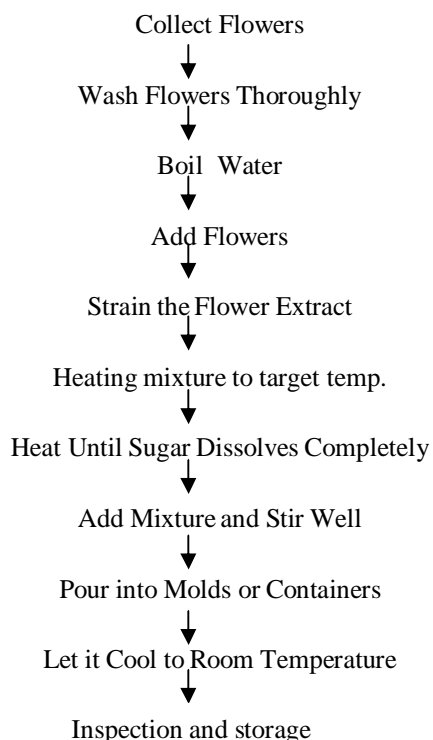 Collect Flowers
Wash Flowers Thoroughly
Boil Water
Add Flowers
Strain the Flower Extract
Heating mixture to target temp.
Heat Until Sugar Dissolves Completely
Add Mixture and Stir Well
Pour into Molds or Containers
Let it Cool to Room Temperature
Inspection and storage